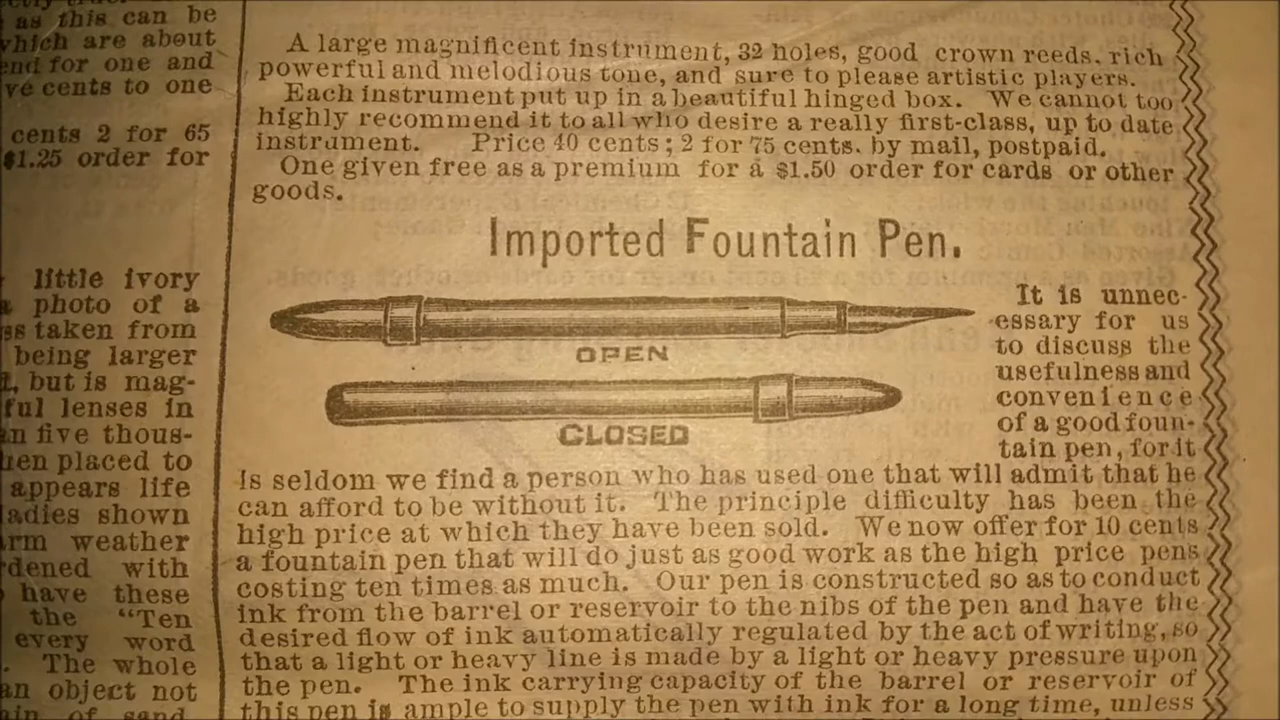 as this can be
which are about
end for one and
ve cents to one
cents 2 for 65
$1.25 order for
little ivory
photo of a
ss taken from
being larger
, but is mag-
ful lenses in
n five thous-
hen placed to
appears life
adies shown
rm weather
dened with
have these
the "Ten
every word
. The whole
an object not
ain of sand
A large magnificent instrument, 32 holes, good crown reeds. rich
powerful and melodious tone, and sure to please artistic players.
Each instrument put up in a beautiful hinged box. We cannot too
highly recommend it to all who desire a really first-class, up to date
instrument. Price 40 cents; 2 for 75 cents. by mail, postpaid.
One given free as a premium for a $1.50 order for cards or other
goods.
Imported Fountain Pen.
OPEN
CLOSED
It is unnec-
essary for us
to discuss the
usefulness and
convenience
of a good foun-
tain pen, for it
is seldom we find a person who has used one that will admit that he
can afford to be without it. The principle difficulty has been the
high price at which they have been sold. We now offer for 10 cents
a fountain pen that will do just as good work as the high price pens
costing ten times as much. Our pen is constructed so as to conduct
ink from the barrel or reservoir to the nibs of the pen and have the
desired flow of ink automatically regulated by the act of writing, so
that a light or heavy line is made by a light or heavy pressure upon
the pen. The ink carrying capacity of the barrel or reservoir of
this pen is ample to supply the pen with ink for a long time, unless